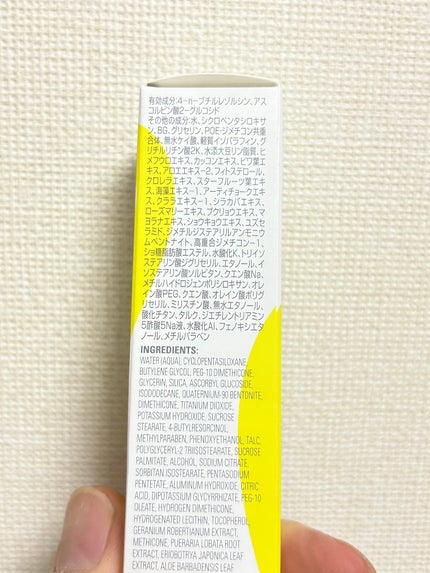 有効成分:4-n-ブチルレゾルシン、アス
コルビン酸2-グルコシド
その他の成分:水、シクロペンタシロキサ
ン、BG、グリセリン、POE・ジメチコン共重
合体、無水ケイ酸、軽質イソパラフィン、グ
リチルリチン酸2K、水添大豆リン脂質、ヒ
メフウロエキス、カッコンエキス、ビワ葉エ
キス、アロエエキス-2、フィトステロール、
クロレラエキス、スターフルーツ葉エキ
ス、海藻エキス-1、アーティチョークエキ
ス、クララエキス-1、シラカバエキス、
ローズマリーエキス、ブクリョウエキス、マ
ヨラナエキス、ショウキョウエキス、ユズセ
ラミド、ジメチルジステアリルアンモニウ
ムベントナイト、高重合ジメチコン-1、
ショ糖脂肪酸エステル、水酸化K、トリイソ
ステアリン酸ジグリセリル、エタノール、イ
ソステアリン酸ソルビタン、クエン酸Na、
メチルハイドロジェンポリシロキサン、オレ
イン酸PEG、クエン酸、オレイン酸ポリグ
リセリル、ミリスチン酸、無水エタノール、
酸化チタン、タルク、ジエチレントリアミン
5酢酸5Na液、水酸化Al、フェノキシエタ
ノール、メチルパラベン
INGREDIENTS:
WATER (AQUA), CYCLOPENTASILOXANE,
BUTYLENE GLYCOL, PEG-10 DIMETHICONE,
GLYCERIN, SILICA, ASCORBYL GLUCOSIDE,
ISODODECANE, QUATERNIUM-90 BENTONITE,
DIMETHICONE, TITANIUM DIOXIDE,
POTASSIUM HYDROXIDE, SUCROSE
STEARATE, 4-BUTYLRESORCINOL,
METHYLPARABEN, PHENOXYETHANOL, TALC,
POLYGLYCERYL-2 TRIISOSTEARATE, SUCROSE
PALMITATE, ALCOHOL, SODIUM CITRATE,
SORBITAN ISOSTEARATE, PENTASODIUM
PENTETATE, ALUMINUM HYDROXIDE, CITRIC
ACID, DIPOTASSIUM GLYCYRRHIZATE, PEG-10
OLEATE, HYDROGEN DIMETHICONE,
HYDROGENATED LECITHIN, TOCOPHEROL,
GERANIUM ROBERTIANUM EXTRACT,
METHICONE, PUERARIA LOBATA ROOT
EXTRACT, ERIOBOTRYA JAPONICA LEAF
EXTRACT, ALOE BARBADENSIS LEAF